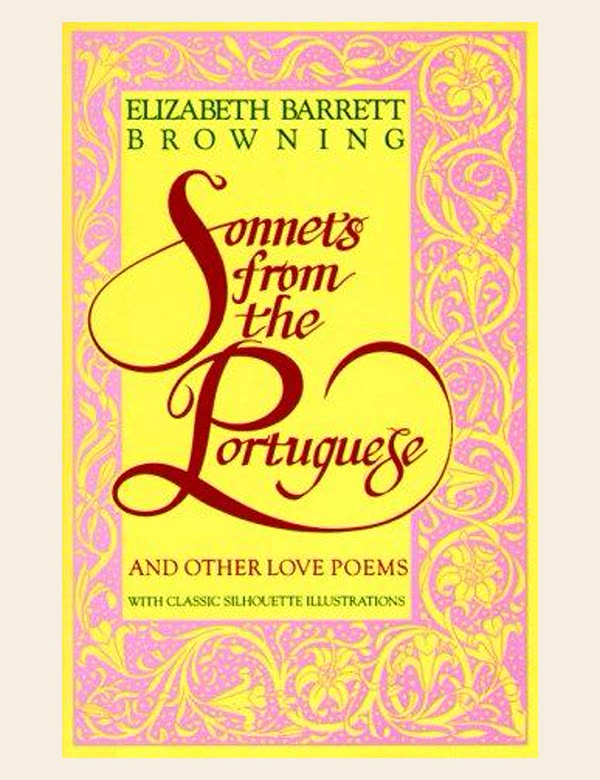 ELIZABETH BARRETT
BROWNING
Sonnets
from
the
Portuguese
AND OTHER LOVE POEMS
WITH CLASSIC SILHOUETTE ILLUSTRATIONS